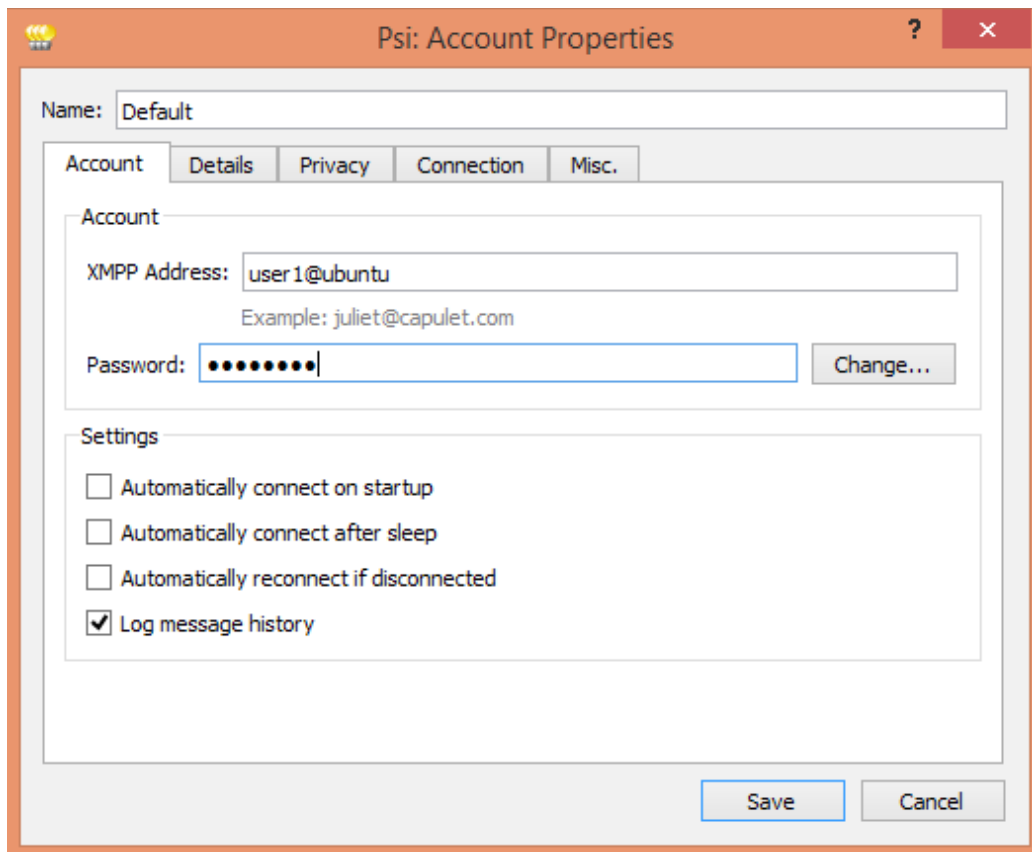 Psi: Account Properties ? ×
Name: Default
Account Details Privacy Connection Misc.
Account
XMPP Address: user1@ubuntu
Example: juliet@capulet.com
Password: ●●●●●●●● Change...
Settings
Automatically connect on startup
Automatically connect after sleep
Automatically reconnect if disconnected
Log message history
Save Cancel